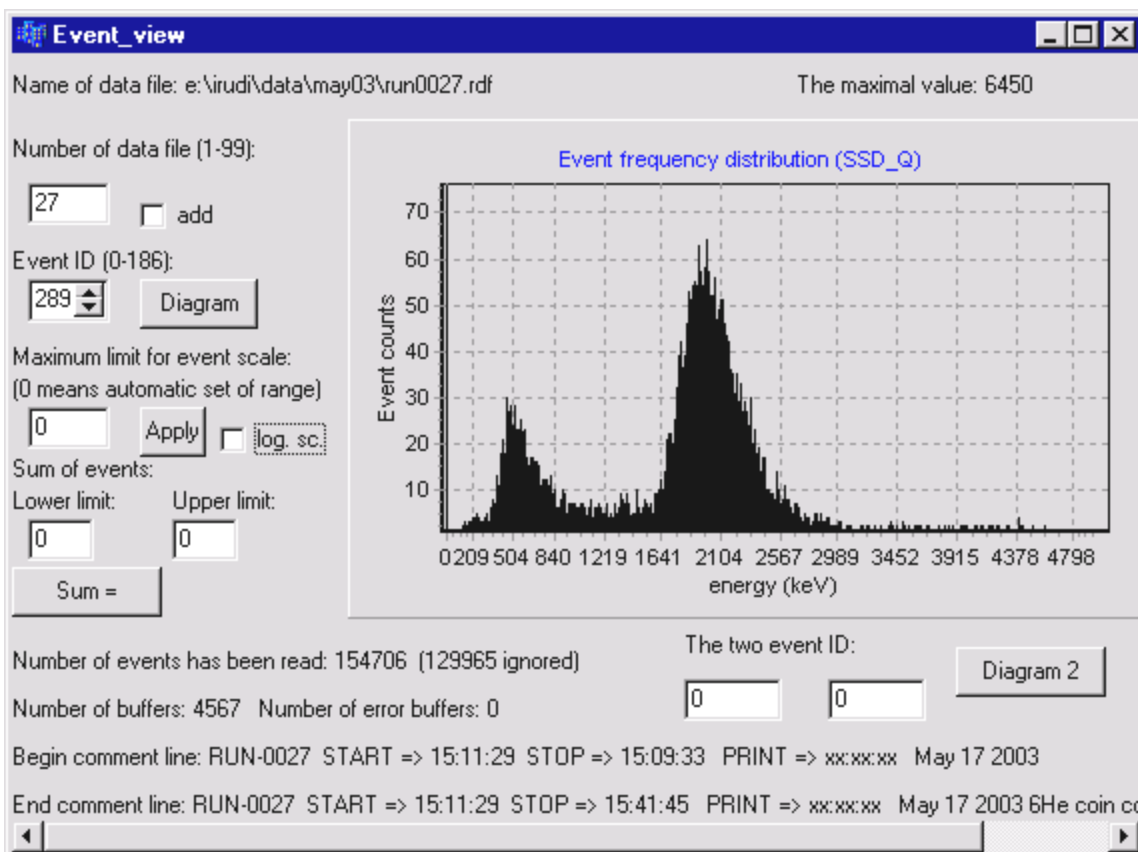 Event_view
Name of data file: e:\irudi\data\may03\run0027.rdf The maximal value: 6450
Number of data file (1-99):
27 add
Event ID (0-186):
289 Diagram
Maximum limit for event scale:
(0 means automatic set of range)
0 Apply log. sc.
Sum of events:
Lower limit: Upper limit:
0 0
Sum =
Event frequency distribution (SSD_Q)
Event counts
70
60
50
40
30
20
10
0 209 504 840 1219 1641 2104 2567 2989 3452 3915 4378 4798
energy (keV)
Number of events has been read: 154706 (129965 ignored)
The two event ID:
0 0 Diagram 2
Number of buffers: 4567 Number of error buffers: 0
Begin comment line: RUN-0027 START => 15:11:29 STOP => 15:09:33 PRINT => xx:xx:xx May 17 2003
End comment line: RUN-0027 START => 15:11:29 STOP => 15:41:45 PRINT => xx:xx:xx May 17 2003 6He coin